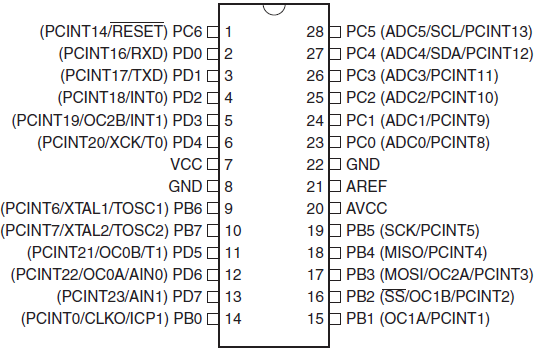 (PCINT14/RESET) PC6 1 28 PC5 (ADC5/SCL/PCINT13)
(PCINT16/RXD) PD0 2 27 PC4 (ADC4/SDA/PCINT12)
(PCINT17/TXD) PD1 3 26 PC3 (ADC3/PCINT11)
(PCINT18/INT0) PD2 4 25 PC2 (ADC2/PCINT10)
(PCINT19/OC2B/INT1) PD3 5 24 PC1 (ADC1/PCINT9)
(PCINT20/XCK/T0) PD4 6 23 PC0 (ADC0/PCINT8)
VCC 7 22 GND
GND 8 21 AREF
(PCINT6/XTAL1/TOSC1) PB6 9 20 AVCC
(PCINT7/XTAL2/TOSC2) PB7 10 19 PB5 (SCK/PCINT5)
(PCINT21/OC0B/T1) PD5 11 18 PB4 (MISO/PCINT4)
(PCINT22/OC0A/AIN0) PD6 12 17 PB3 (MOSI/OC2A/PCINT3)
(PCINT23/AIN1) PD7 13 16 PB2 (SS/OC1B/PCINT2)
(PCINT0/CLKO/ICP1) PB0 14 15 PB1 (OC1A/PCINT1)